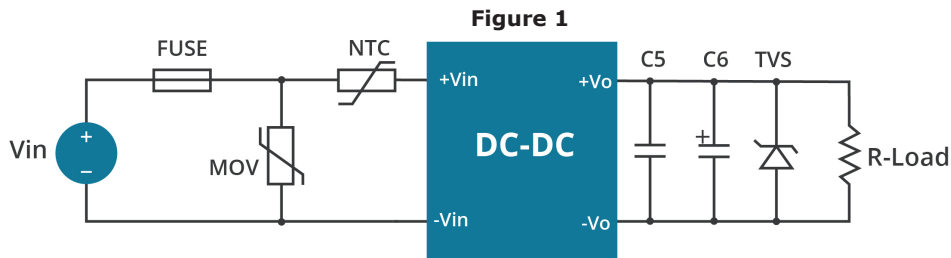 Figure 1
FUSE
NTC
C5
C6
TVS
+Vin
+Vo
+
Vin
−
MOV
DC-DC
+
R-Load
-Vin
-Vo